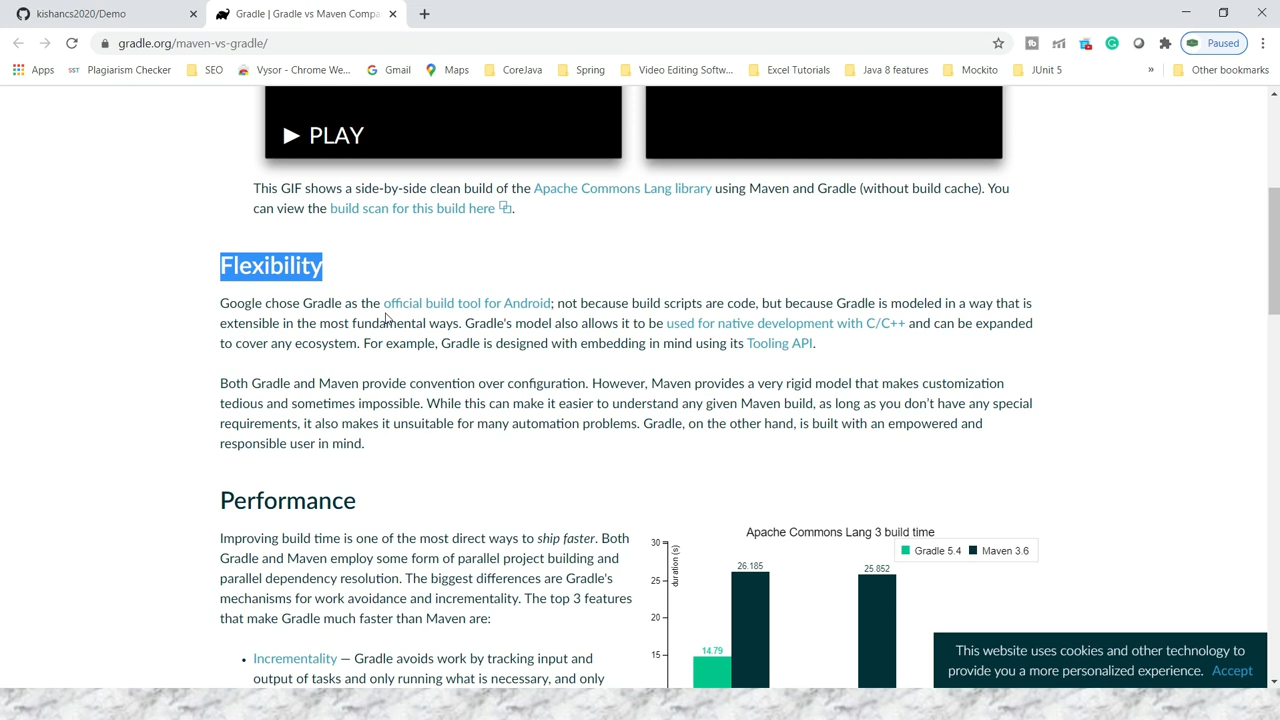 kishancs2020/Demo
Gradle | Gradle vs Maven Compa
gradle.org/maven-vs-gradle/
Paused
Apps
SST Plagiarism Checker
SEO
Vysor - Chrome We...
Gmail
Maps
CoreJava
Spring
Video Editing Softw...
Excel Tutorials
Java 8 features
Mockito
JUnit 5
»
Other bookmarks
► PLAY
This GIF shows a side-by-side clean build of the Apache Commons Lang library using Maven and Gradle (without build cache). You
can view the build scan for this build here.
Flexibility
Google chose Gradle as the official build tool for Android; not because build scripts are code, but because Gradle is modeled in a way that is
extensible in the most fundamental ways. Gradle's model also allows it to be used for native development with C/C++ and can be expanded
to cover any ecosystem. For example, Gradle is designed with embedding in mind using its Tooling API.
Both Gradle and Maven provide convention over configuration. However, Maven provides a very rigid model that makes customization
tedious and sometimes impossible. While this can make it easier to understand any given Maven build, as long as you don't have any special
requirements, it also makes it unsuitable for many automation problems. Gradle, on the other hand, is built with an empowered and
responsible user in mind.
Performance
Improving build time is one of the most direct ways to ship faster. Both
Gradle and Maven employ some form of parallel project building and
parallel dependency resolution. The biggest differences are Gradle's
mechanisms for work avoidance and incrementality. The top 3 features
that make Gradle much faster than Maven are:
• Incrementality — Gradle avoids work by tracking input and
output of tasks and only running what is necessary, and only
Apache Commons Lang 3 build time
Gradle 5.4 Maven 3.6
duration (s)
30
25
20
15
14.79
26.185
25.852
This website uses cookies and other technology to
provide you a more personalized experience. Accept